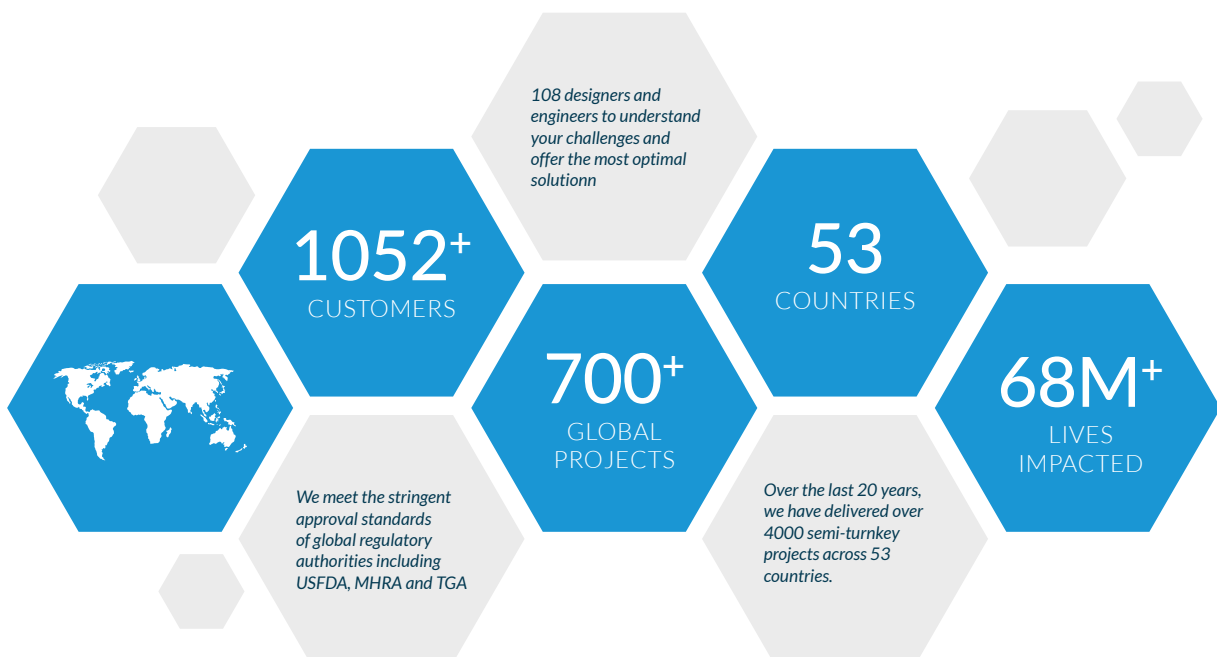 108 designers and
engineers to understand
your challenges and
offer the most optimal
solutionn
1052+
CUSTOMERS
53
COUNTRIES
700+
GLOBAL
PROJECTS
68M+
LIVES
IMPACTED
We meet the stringent
approval standards
of global regulatory
authorities including
USFDA, MHRA and TGA
Over the last 20 years,
we have delivered over
4000 semi-turnkey
projects across 53
countries.